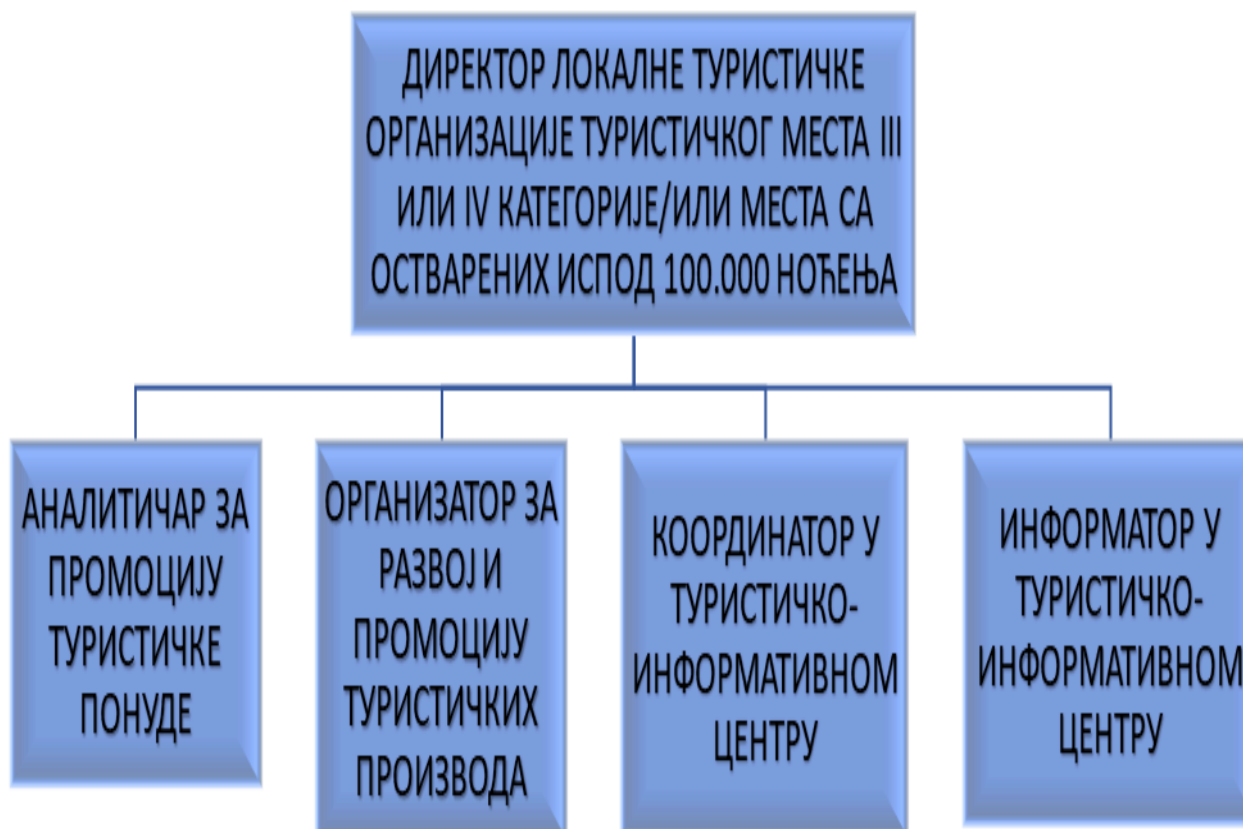 ДИРЕКТОР ЛОКАЛНЕ ТУРИСТИЧКЕ
ОРГАНИЗАЦИЈЕ ТУРИСТИЧКОГ МЕСТА III
ИЛИ IV КАТЕГОРИЈЕ/ИЛИ МЕСТА СА
ОСТВАРЕНИХ ИСПОД 100.000 НОЋЕЊА
АНАЛИТИЧАР ЗА
ПРОМОЦИЈУ
ТУРИСТИЧКЕ
ПОНУДЕ
ОРГАНИЗАТОР ЗА
РАЗВОЈ И
ПРОМОЦИЈУ
ТУРИСТИЧКИХ
ПРОИЗВОДА
КООРДИНАТОР У
ТУРИСТИЧКО-
ИНФОРМАТИВНОМ
ЦЕНТРУ
ИНФОРМАТОР У
ТУРИСТИЧКО-
ИНФОРМАТИВНОМ
ЦЕНТРУ